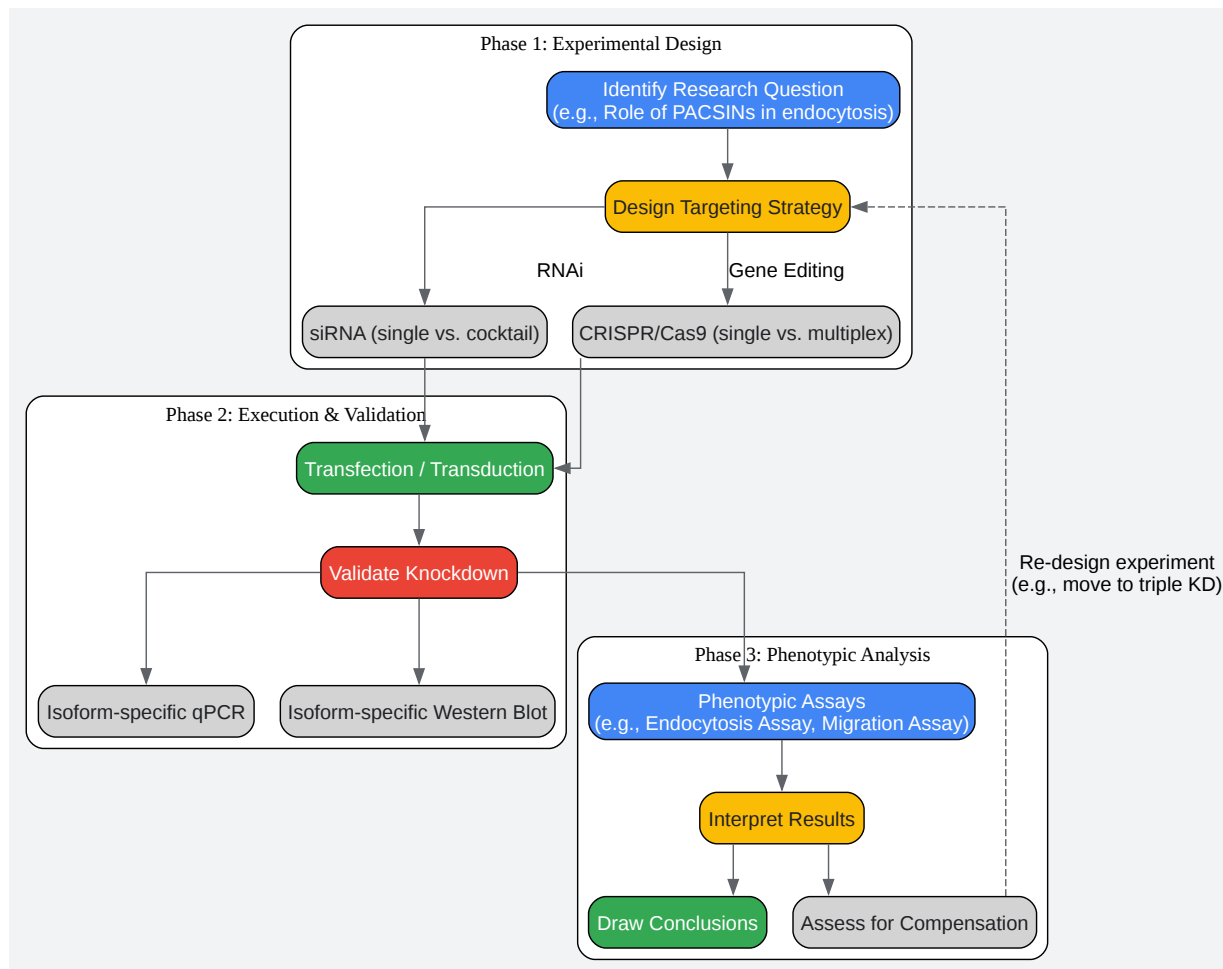 Phase 1: Experimental Design
Identify Research Question
(e.g., Role of PACSINs in endocytosis)
Design Targeting Strategy
RNAi
Gene Editing
siRNA (single vs. cocktail)
CRISPR/Cas9 (single vs. multiplex)
Phase 2: Execution & Validation
Transfection / Transduction
Validate Knockdown
Isoform-specific qPCR
Isoform-specific Western Blot
Re-design experiment
(e.g., move to triple KD)
Phase 3: Phenotypic Analysis
Phenotypic Assays
(e.g., Endocytosis Assay, Migration Assay)
Interpret Results
Draw Conclusions
Assess for Compensation